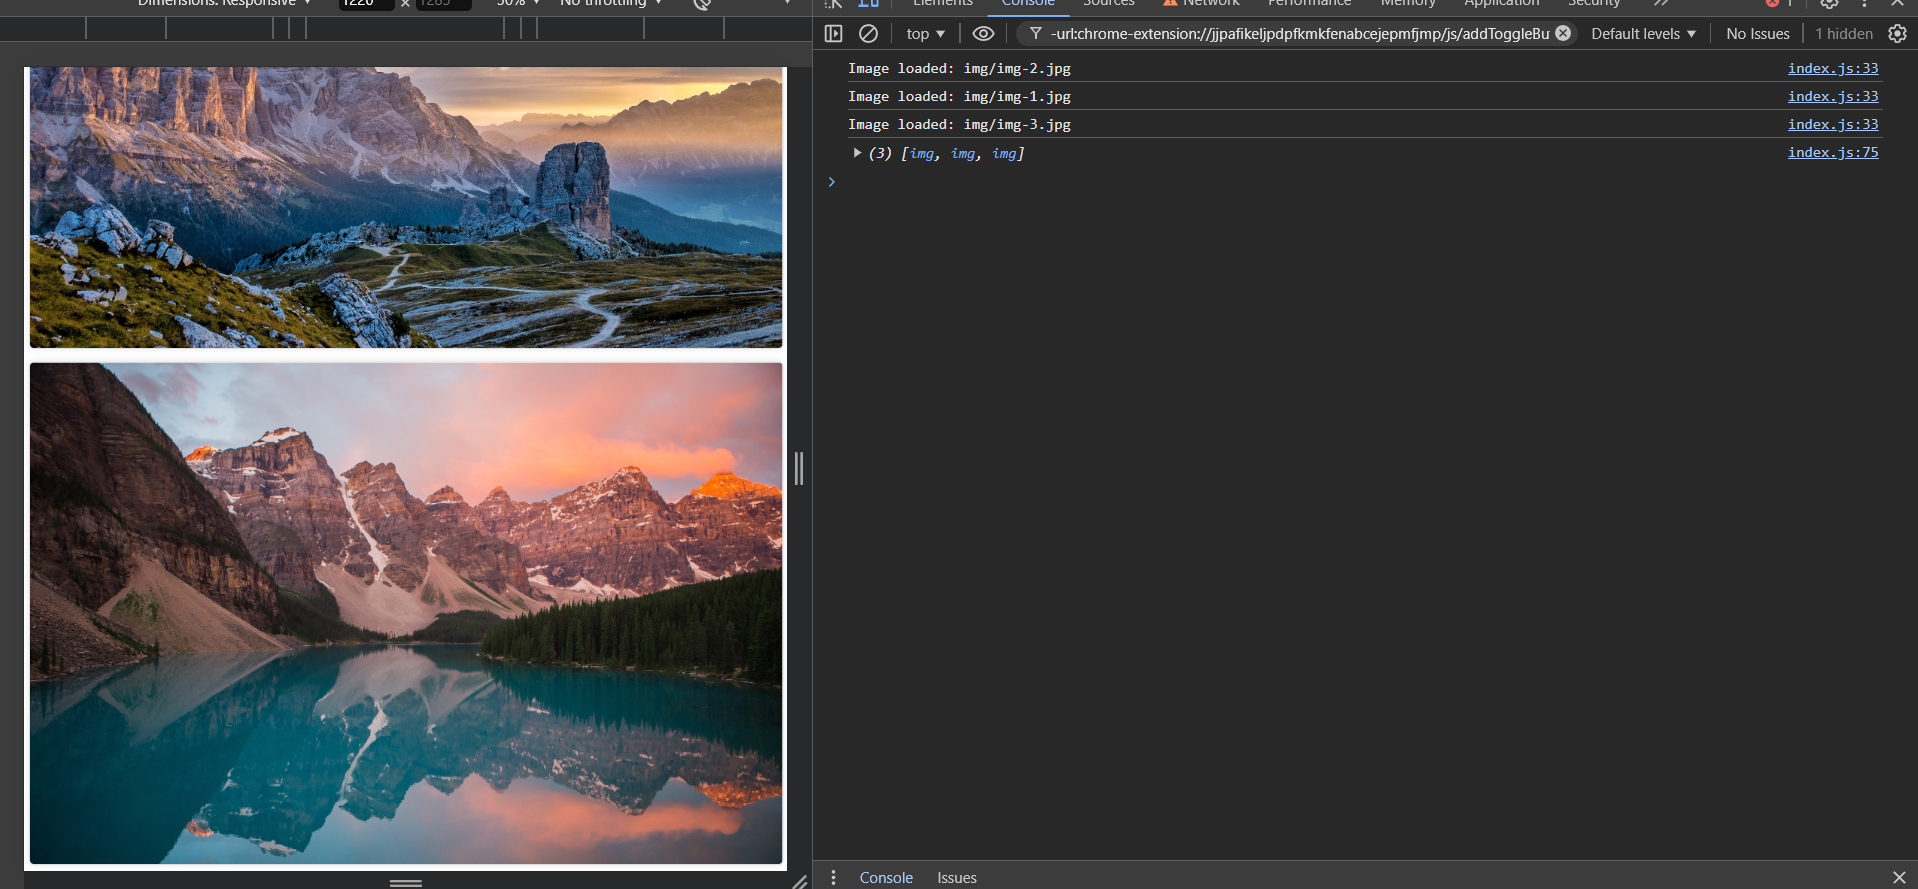 Dimensions: Responsive 1220 × 1285 50% No throttling
Elements Console Sources Network Performance Memory Application Security 1
top -url:chrome-extension://jjpafikeljpdpfkmkfenabcejepmfjmp/js/addToggleBu Default levels No Issues 1 hidden
Image loaded: img/img-2.jpg index.js:33
Image loaded: img/img-1.jpg index.js:33
Image loaded: img/img-3.jpg index.js:33
(3) [img, img, img] index.js:75
Console Issues